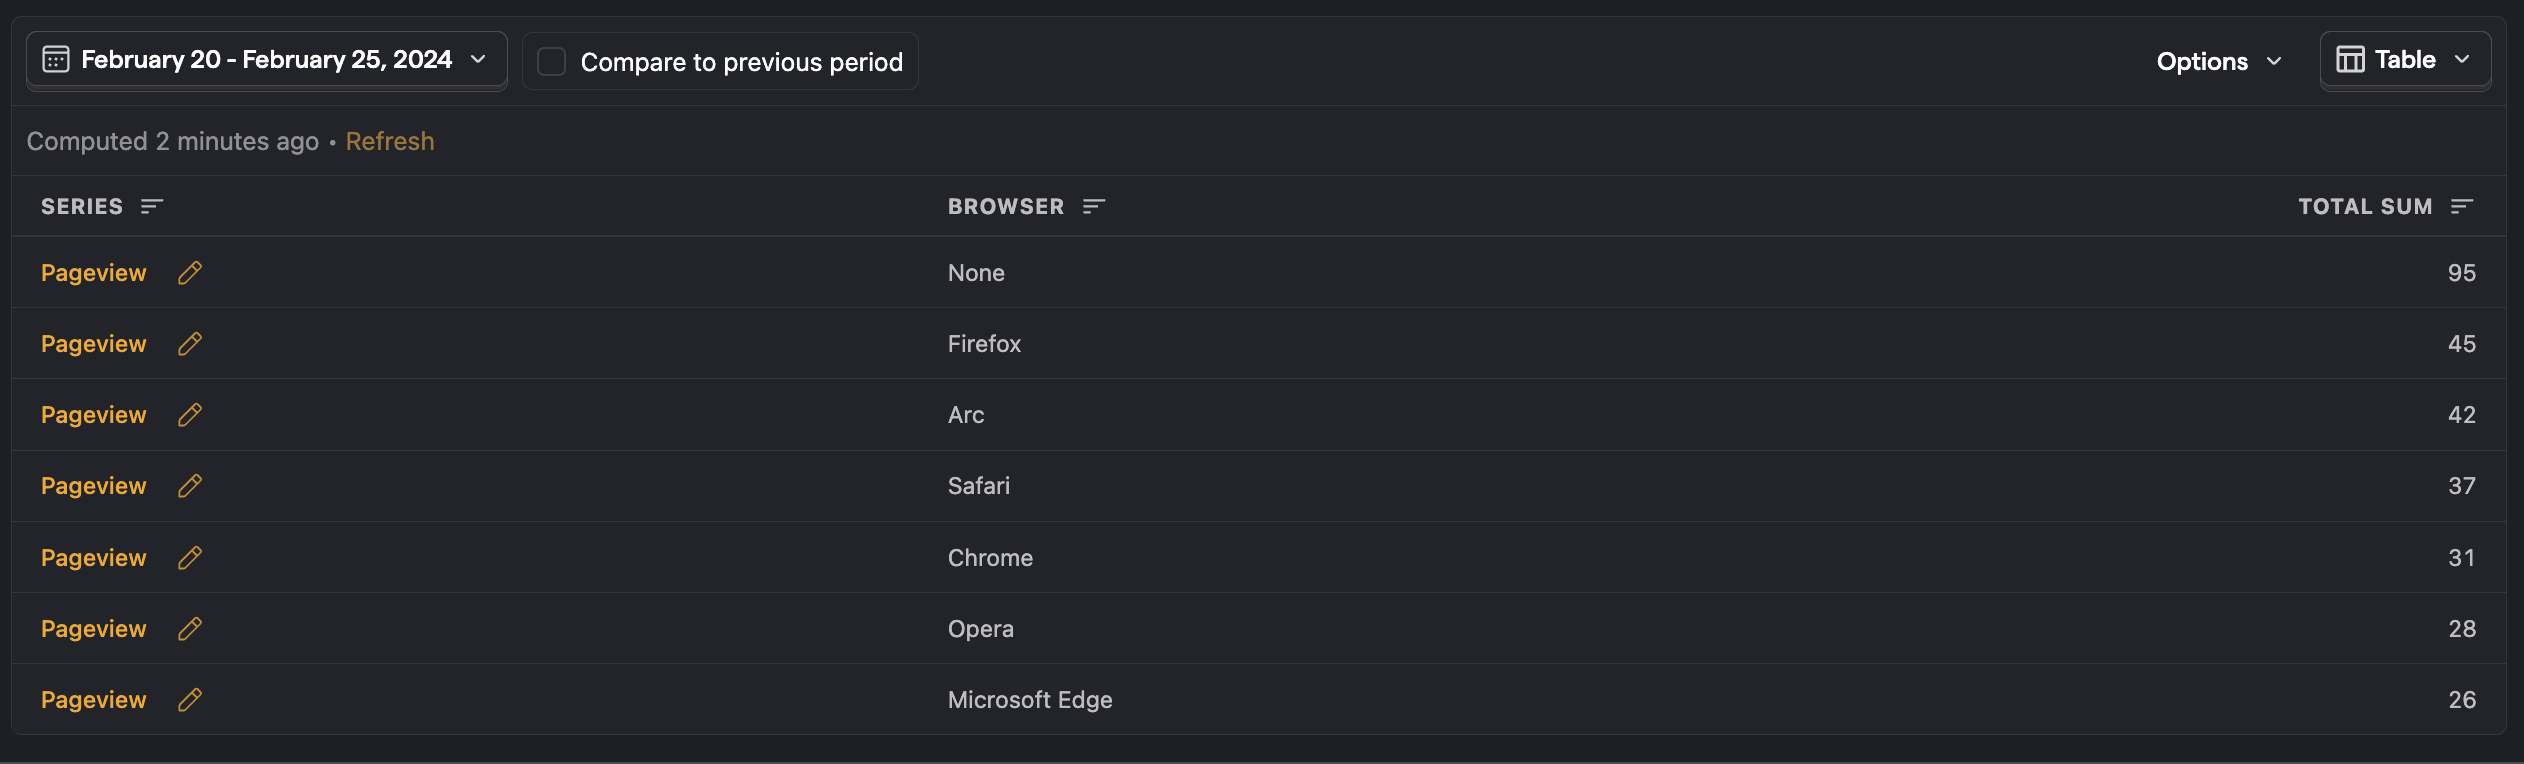 February 20 - February 25, 2024 Compare to previous period Options Table
Computed 2 minutes ago • Refresh
SERIES BROWSER TOTAL SUM
Pageview None 95
Pageview Firefox 45
Pageview Arc 42
Pageview Safari 37
Pageview Chrome 31
Pageview Opera 28
Pageview Microsoft Edge 26